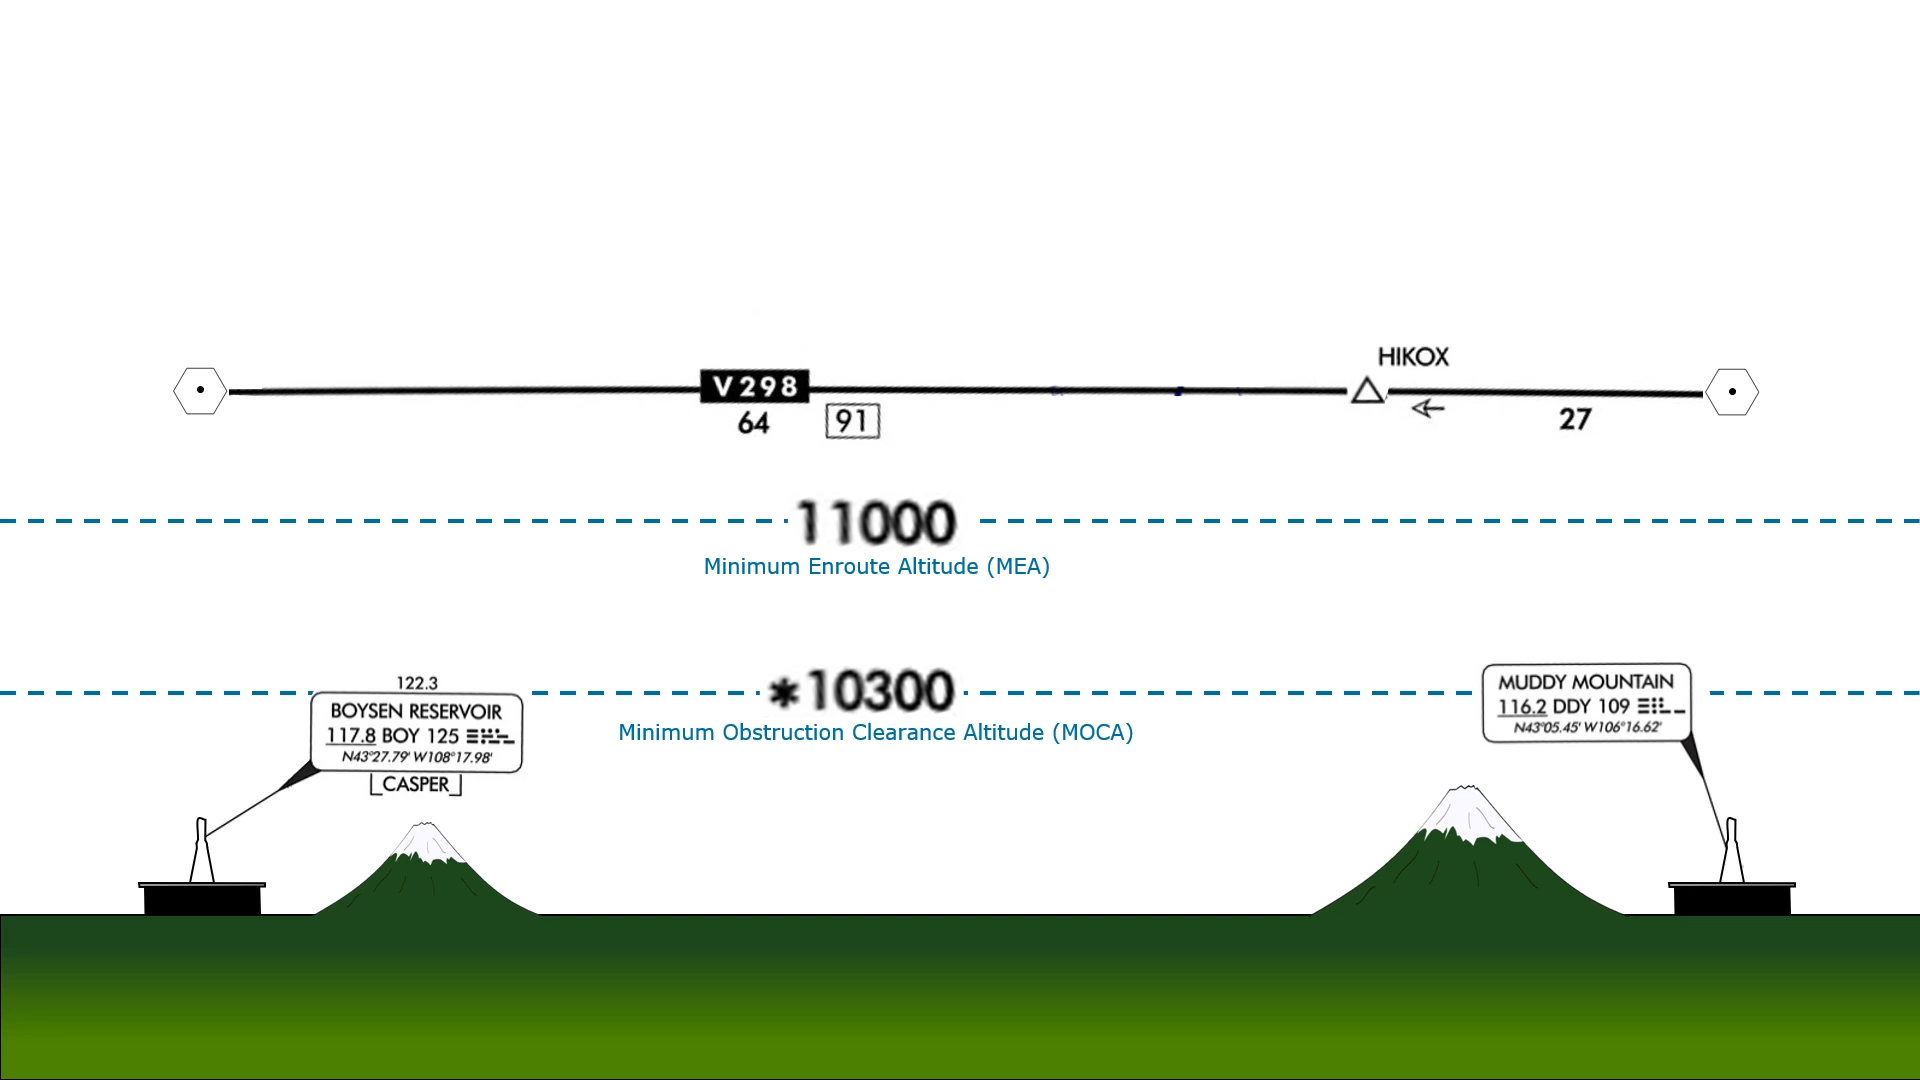 HIKOX
V298
64
91
27
11000
Minimum Enroute Altitude (MEA)
*10300
Minimum Obstruction Clearance Altitude (MOCA)
122.3
BOYSEN RESERVOIR
117.8 BOY 125
N43°27.79' W108°17.98'
CASPER
MUDDY MOUNTAIN
116.2 DDY 109
N43°05.45' W106°16.62'